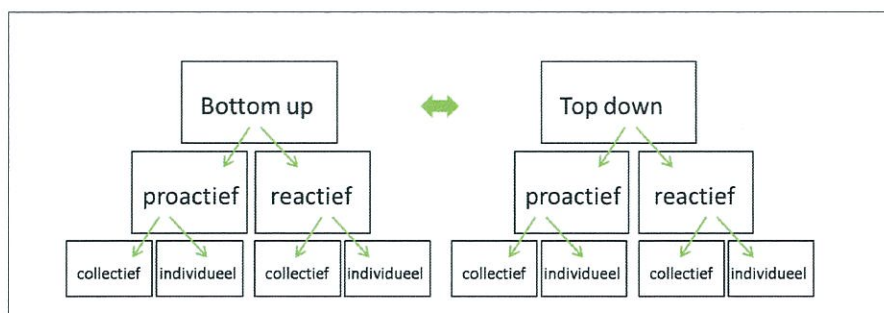 Bottom up
Top down
proactief
reactief
proactief
reactief
collectief
individueel
collectief
individueel
collectief
individueel
collectief
individueel